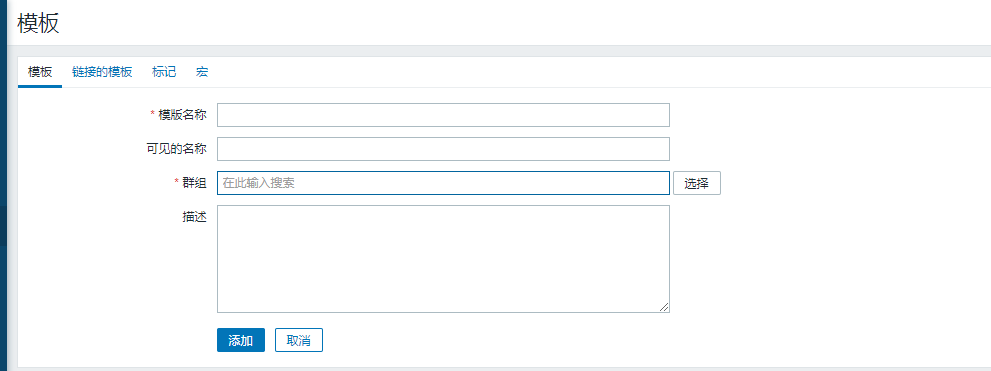 模板
模板 链接的模板 标记 宏
* 模版名称
可见的名称
* 群组 在此输入搜索 选择
描述
添加 取消